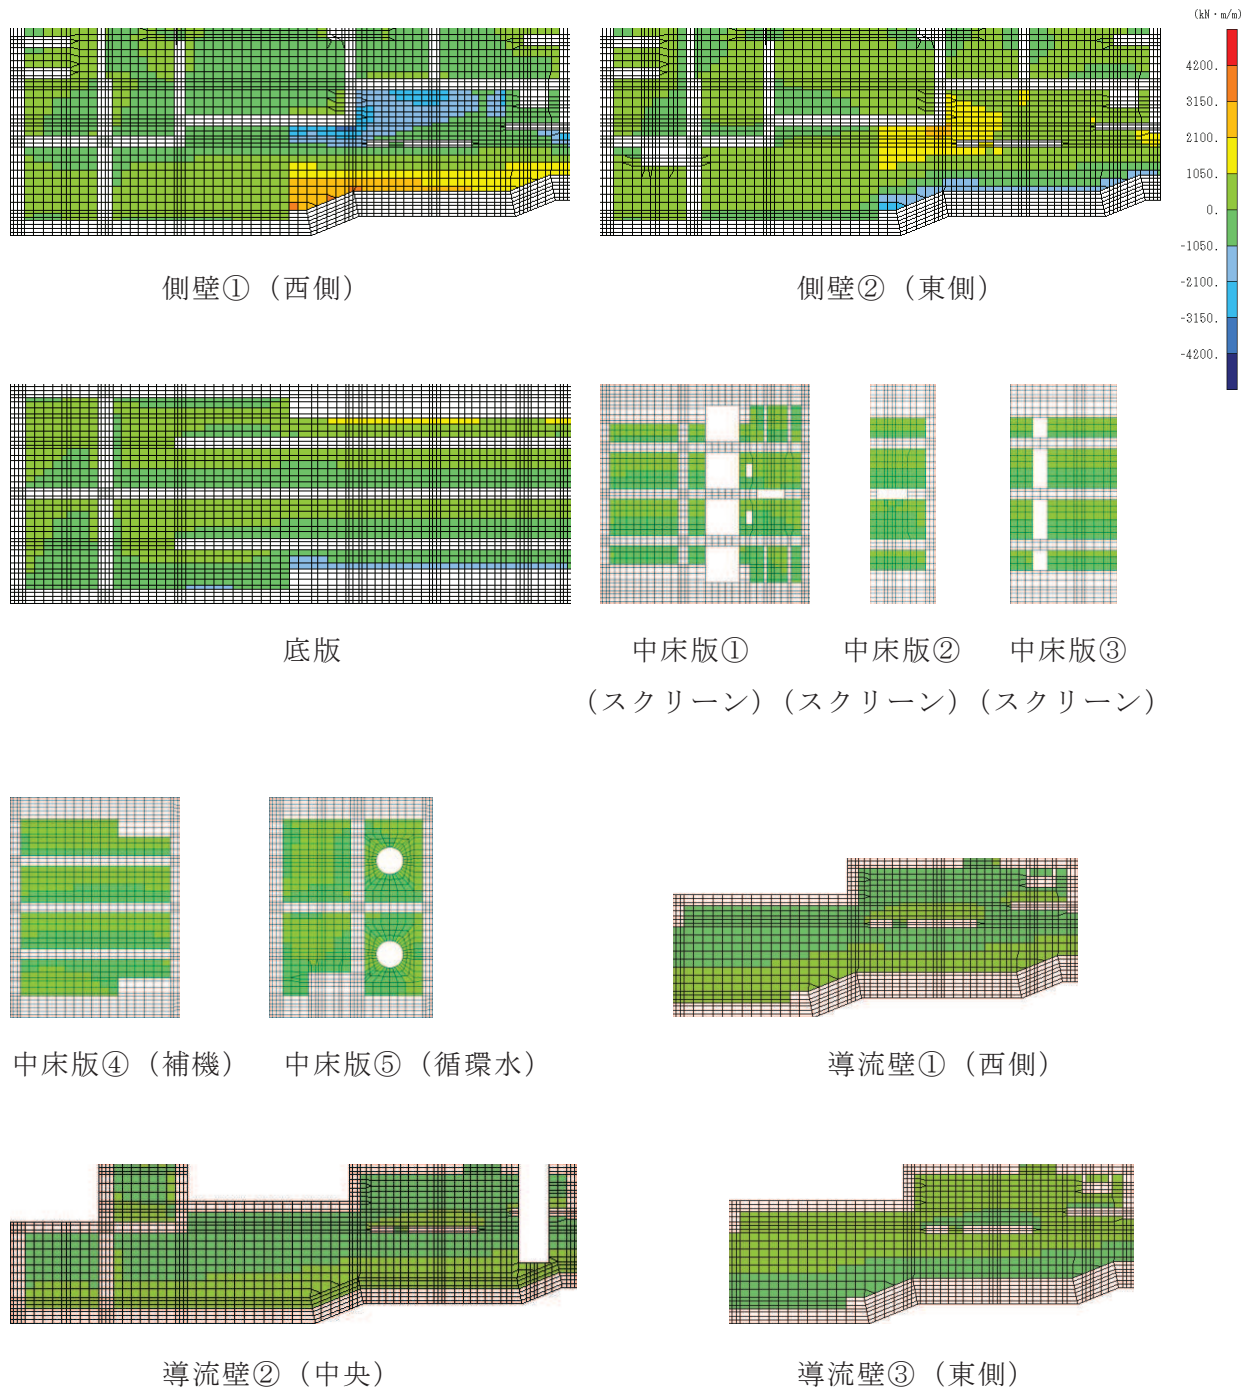 (kN・m/m)
4200.
3150.
2100.
1050.
0.
-1050.
-2100.
-3150.
-4200.
側壁①（西側）
側壁②（東側）
底版
中床版①
中床版②
中床版③
（スクリーン）（スクリーン）（スクリーン）
中床版④（補機）
中床版⑤（循環水）
導流壁①（西側）
導流壁②（中央）
導流壁③（東側）